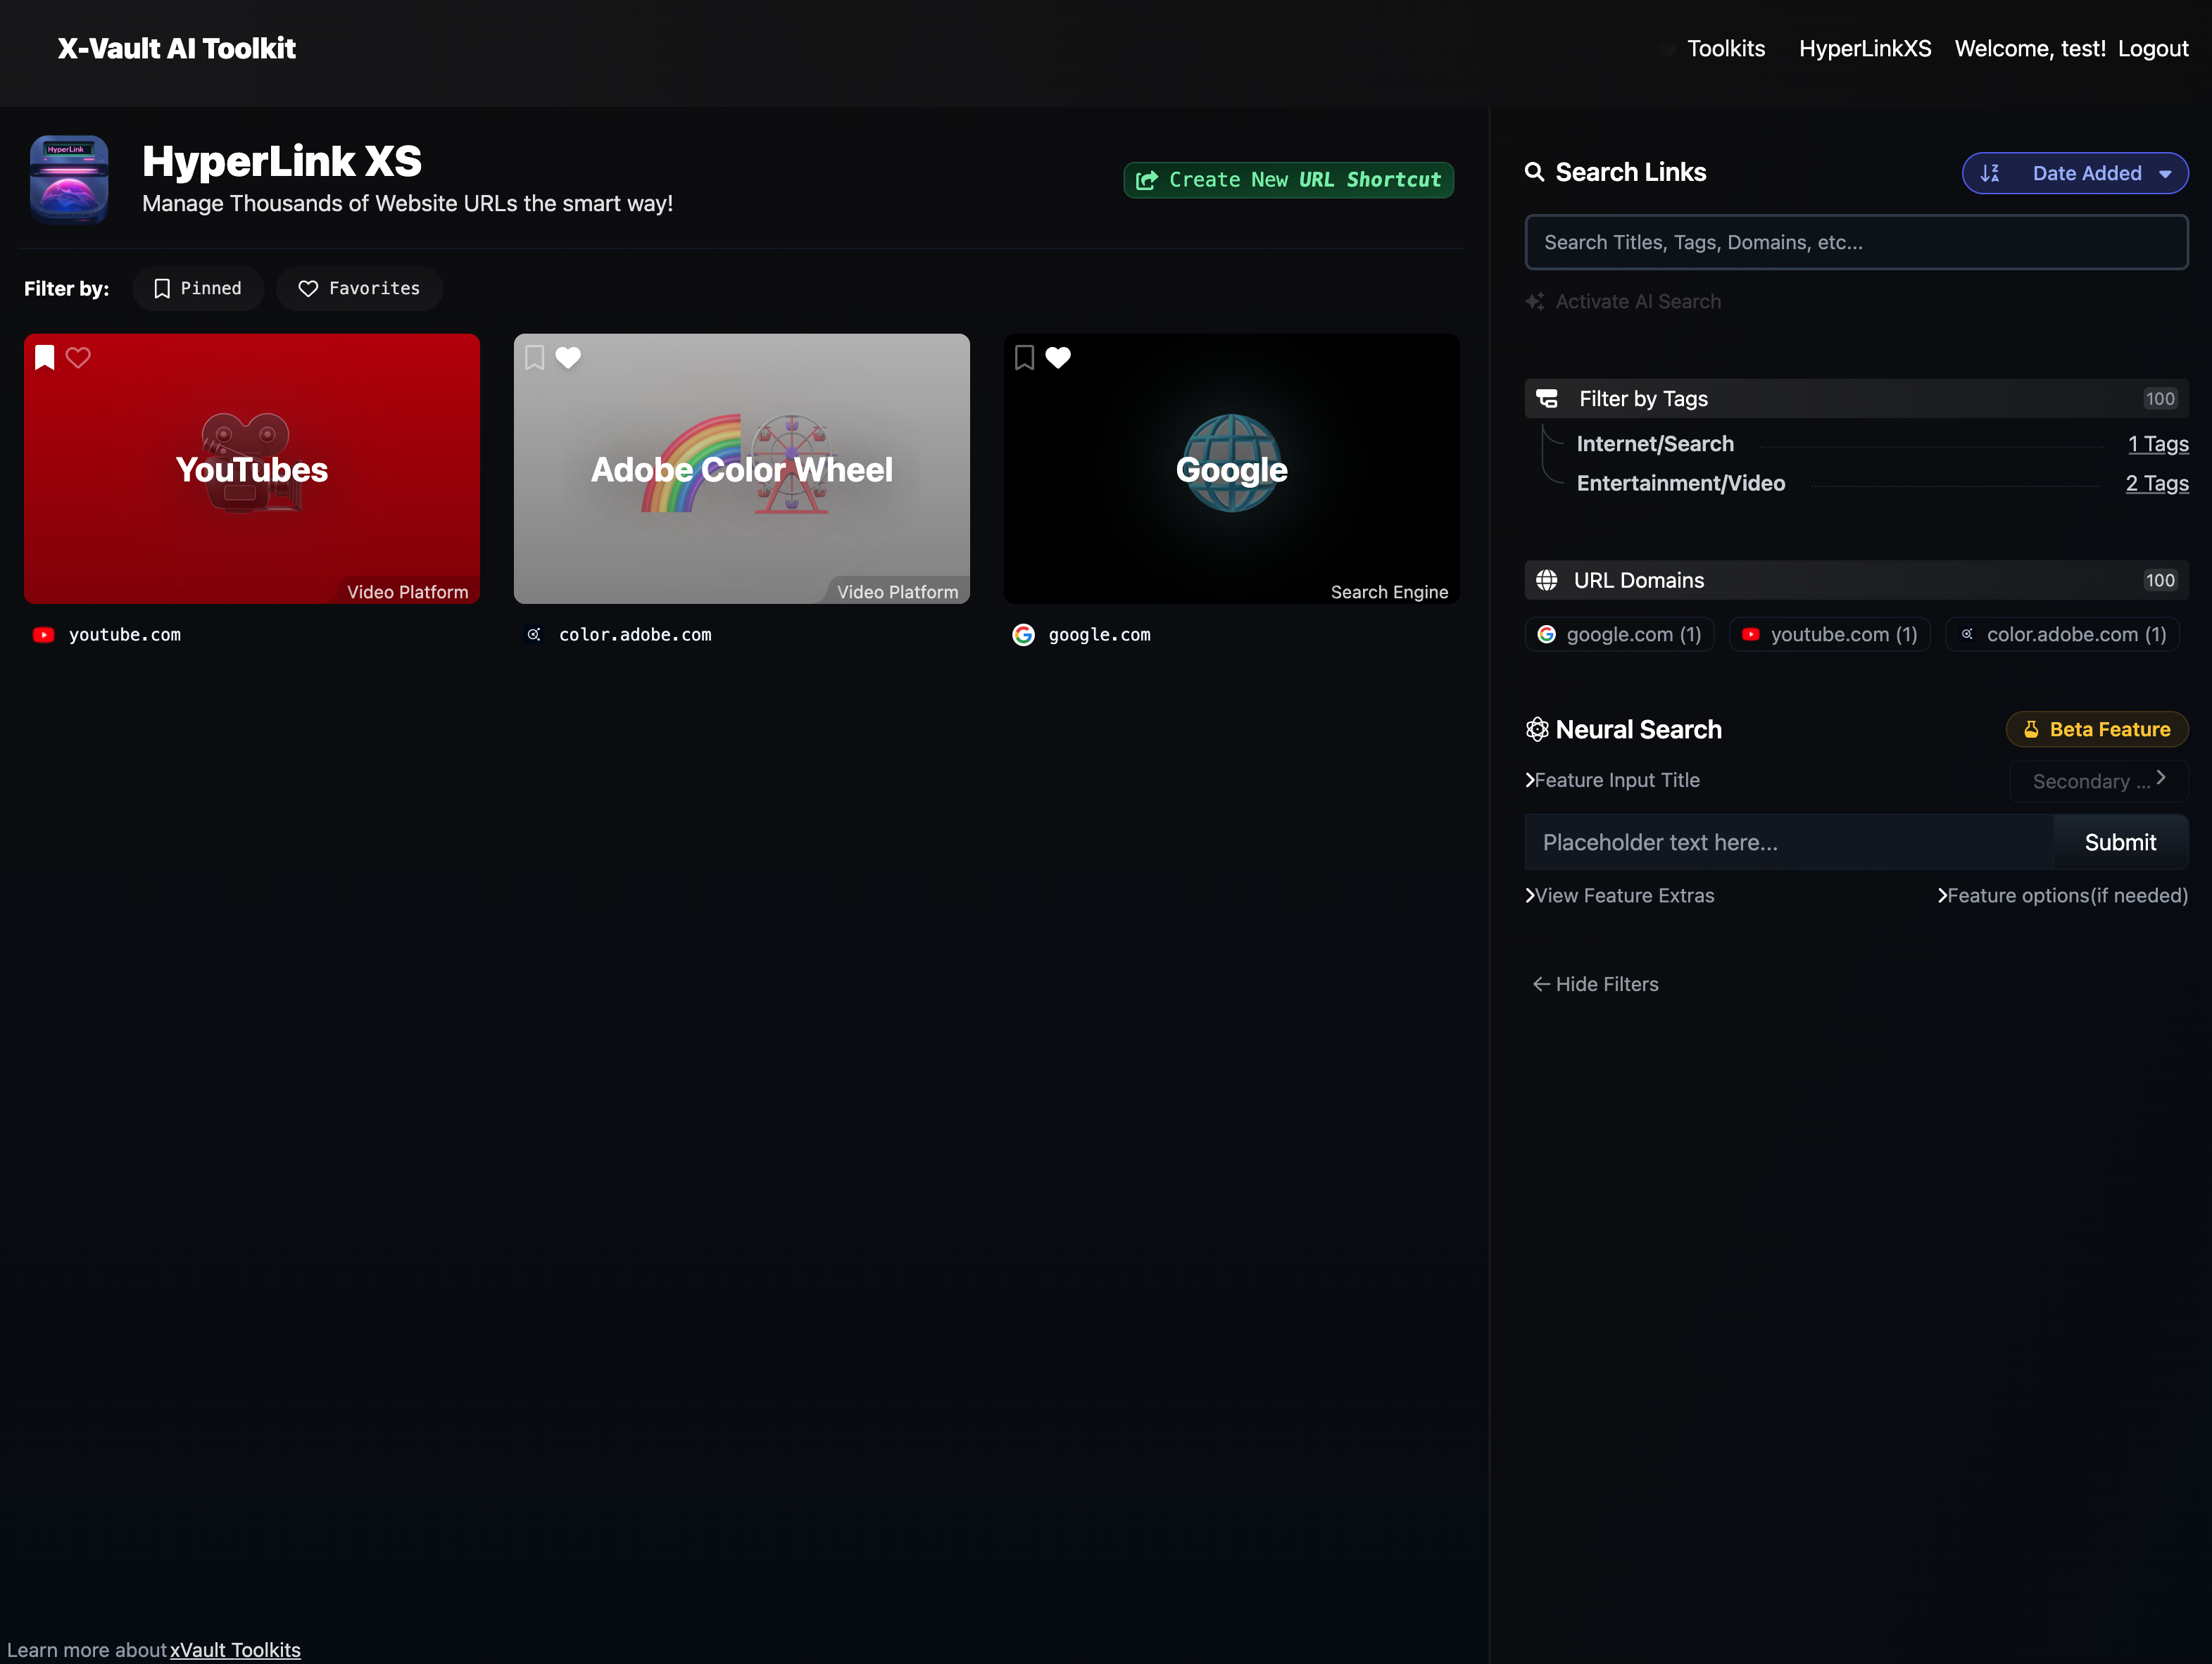 X-Vault AI Toolkit
Toolkits HyperLinkXS Welcome, test! Logout
HyperLink
HyperLink XS
Manage Thousands of Website URLs the smart way!
Create New URL Shortcut
Filter by: Pinned Favorites
YouTubes
Video Platform
youtube.com
Adobe Color Wheel
Video Platform
color.adobe.com
Google
Search Engine
google.com
Search Links
Date Added
Search Titles, Tags, Domains, etc...
Activate AI Search
Filter by Tags 100
Internet/Search 1 Tags
Entertainment/Video 2 Tags
URL Domains 100
google.com (1) youtube.com (1) color.adobe.com (1)
Neural Search Beta Feature
Feature Input Title Secondary ...
Placeholder text here... Submit
View Feature Extras Feature options(if needed)
Hide Filters
Learn more about xVault Toolkits